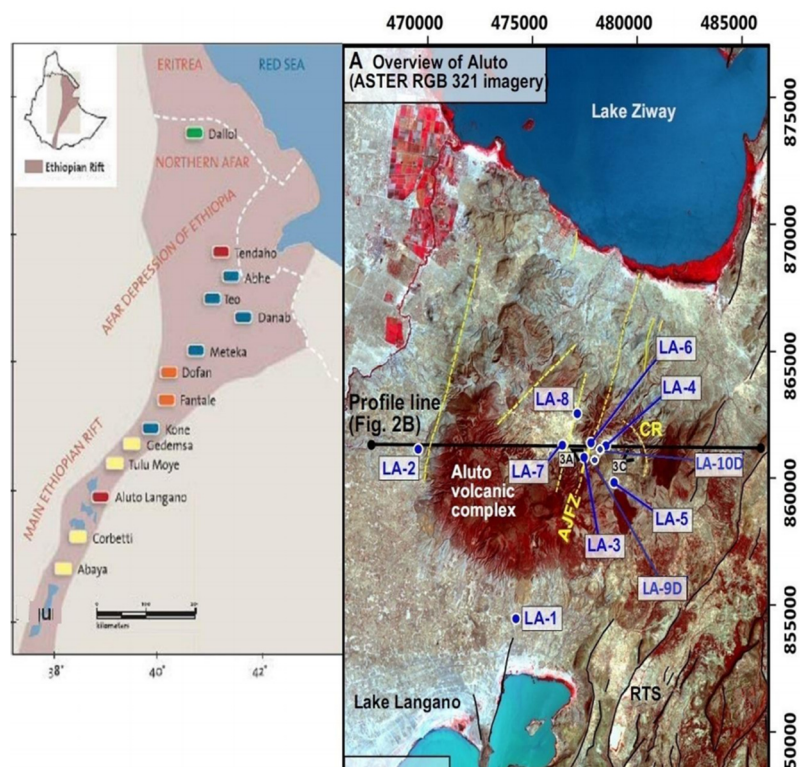 470000
475000
480000
485000
ERITREA
RED SEA
Ethiopian Rift
Dallol
NORTHERN AFAR
AFAR DEPRESSION OF ETHIOPIA
Tendaho
Abhe
Teo
Danab
Meteka
Dofan
Fantale
Kone
Gedemsa
Tulu Moye
MAIN ETHIOPIAN RIFT
Aluto Langano
Corbetti
Abaya
kilometers
38°
40°
42°
A Overview of Aluto
(ASTER RGB 321 imagery)
Lake Ziway
875000
870000
865000
860000
855000
LA-6
LA-4
LA-8
Profile line
(Fig. 2B)
CR
LA-2
LA-7
3A
3C
LA-10D
Aluto
volcanic
complex
AJFZ
LA-5
LA-3
LA-9D
LA-1
RTS
Lake Langano